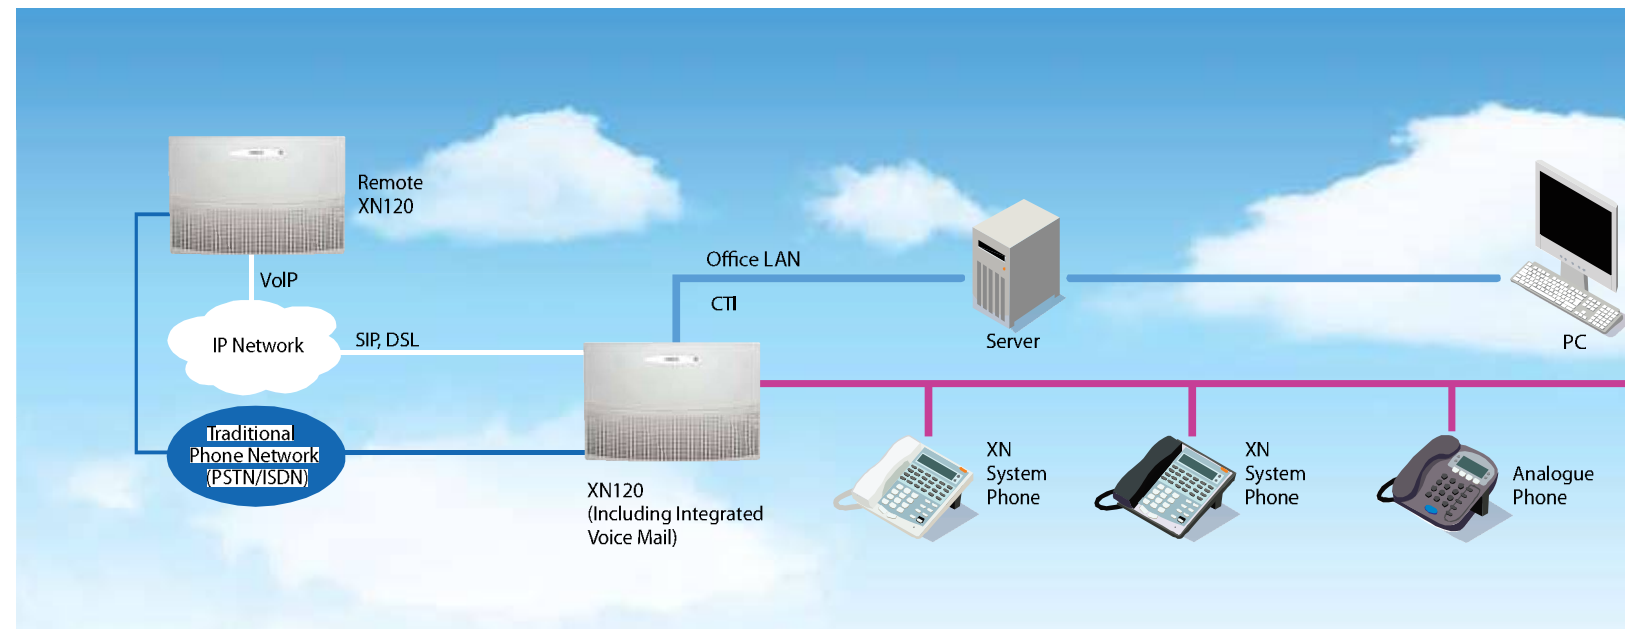 Remote
XN120
VoIP
IP Network
SIP, DSL
Traditional
Phone Network
(PSTN/ISDN)
Office LAN
CTI
Server
PC
XN120
(Including Integrated
Voice Mail)
XN
System
Phone
XN
System
Phone
Analogue
Phone